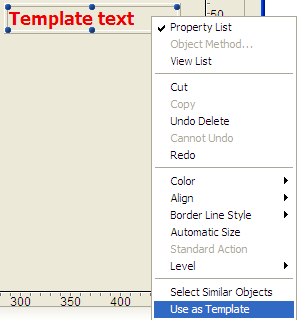 Template text
50
Property List
Object Method...
View List
Cut
Copy
Undo Delete
Cannot Undo
Redo
Color
Align
Border Line Style
Automatic Size
Standard Action
Level
Select Similar Objects
Use as Template
300 350 400